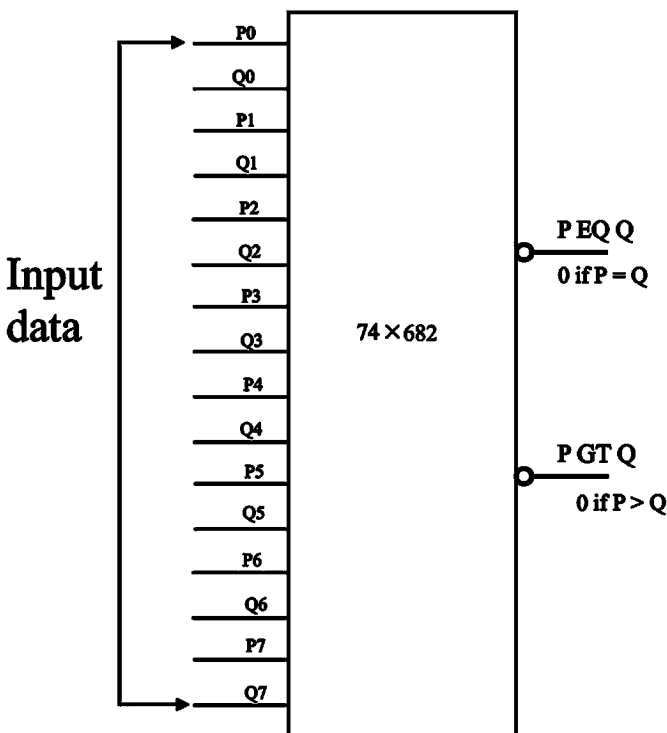 P0
Q0
P1
Q1
P2
Q2
P3
Q3
P4
Q4
P5
Q5
P6
Q6
P7
Q7
Input
data
74×682
P EQ Q
0 if P = Q
P GT Q
0 if P > Q